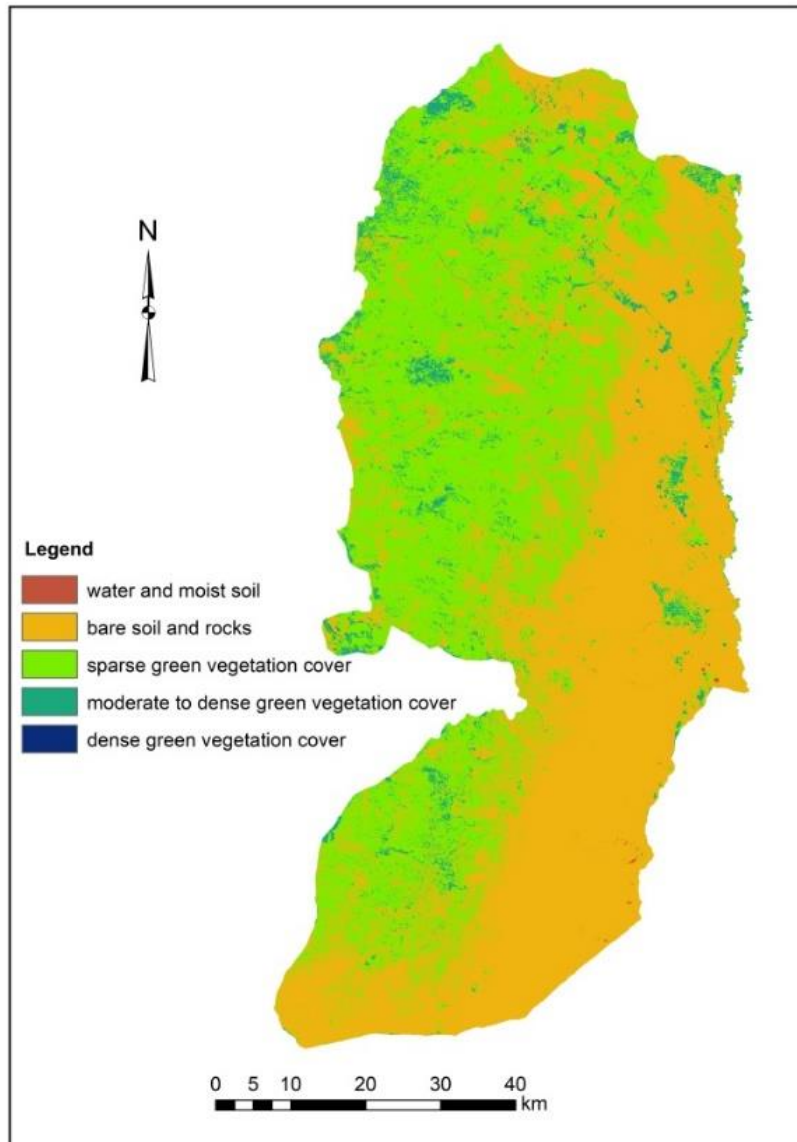 N
Legend
water and moist soil
bare soil and rocks
sparse green vegetation cover
moderate to dense green vegetation cover
dense green vegetation cover
0 5 10 20 30 40
km